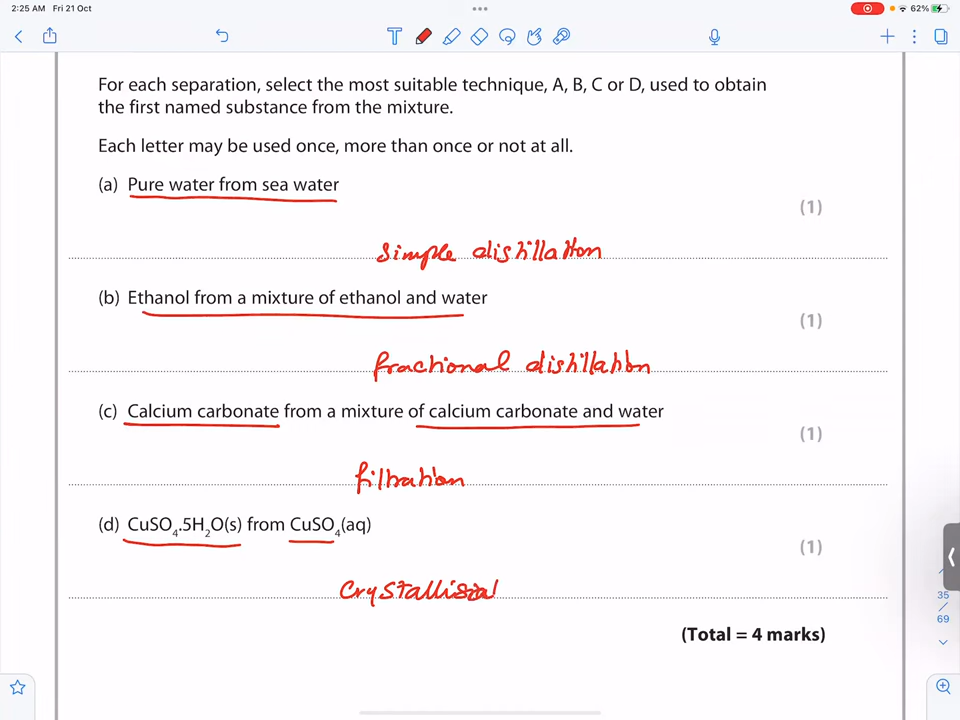 2:25 AM Fri 21 Oct
62%
For each separation, select the most suitable technique, A, B, C or D, used to obtain
the first named substance from the mixture.
Each letter may be used once, more than once or not at all.
(a) Pure water from sea water
(1)
Simple distillation
(b) Ethanol from a mixture of ethanol and water
(1)
fractional distillation
(c) Calcium carbonate from a mixture of calcium carbonate and water
(1)
filtration
(d) CuSO₄.5H₂O(s) from CuSO₄(aq)
(1)
35
/
69
(Total = 4 marks)